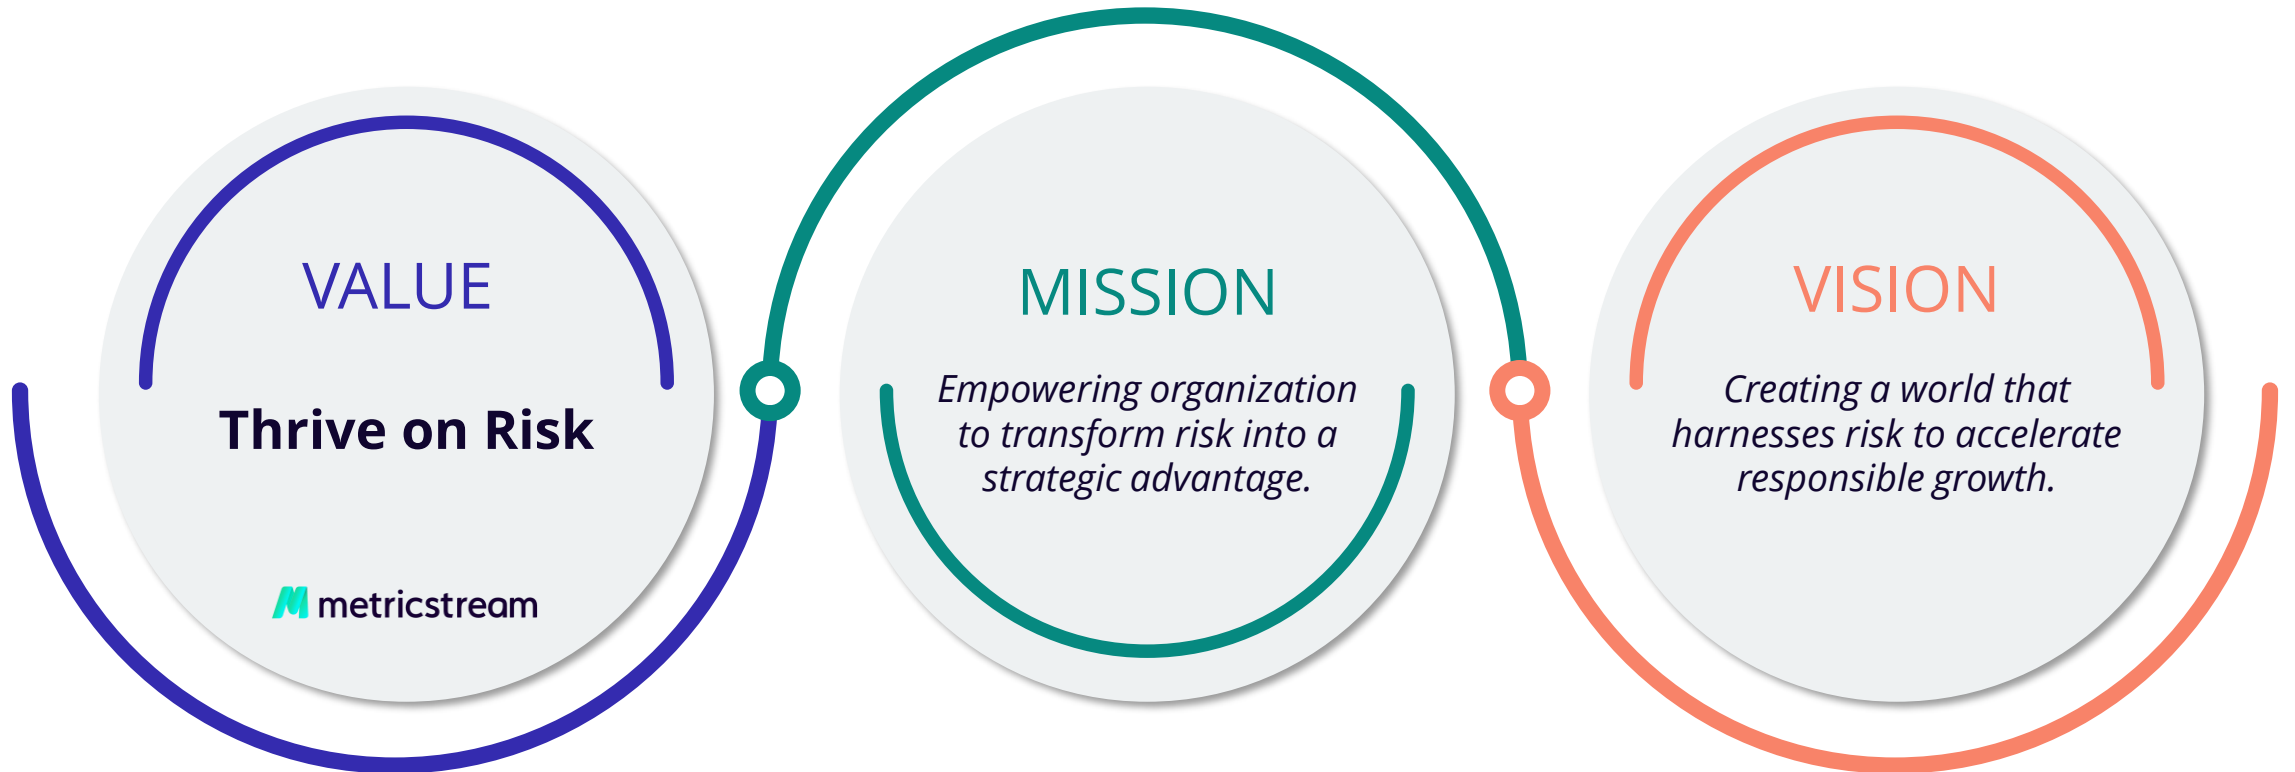 VALUE
Thrive on Risk
metricstream
MISSION
Empowering organization
to transform risk into a
strategic advantage.
VISION
Creating a world that
harnesses risk to accelerate
responsible growth.